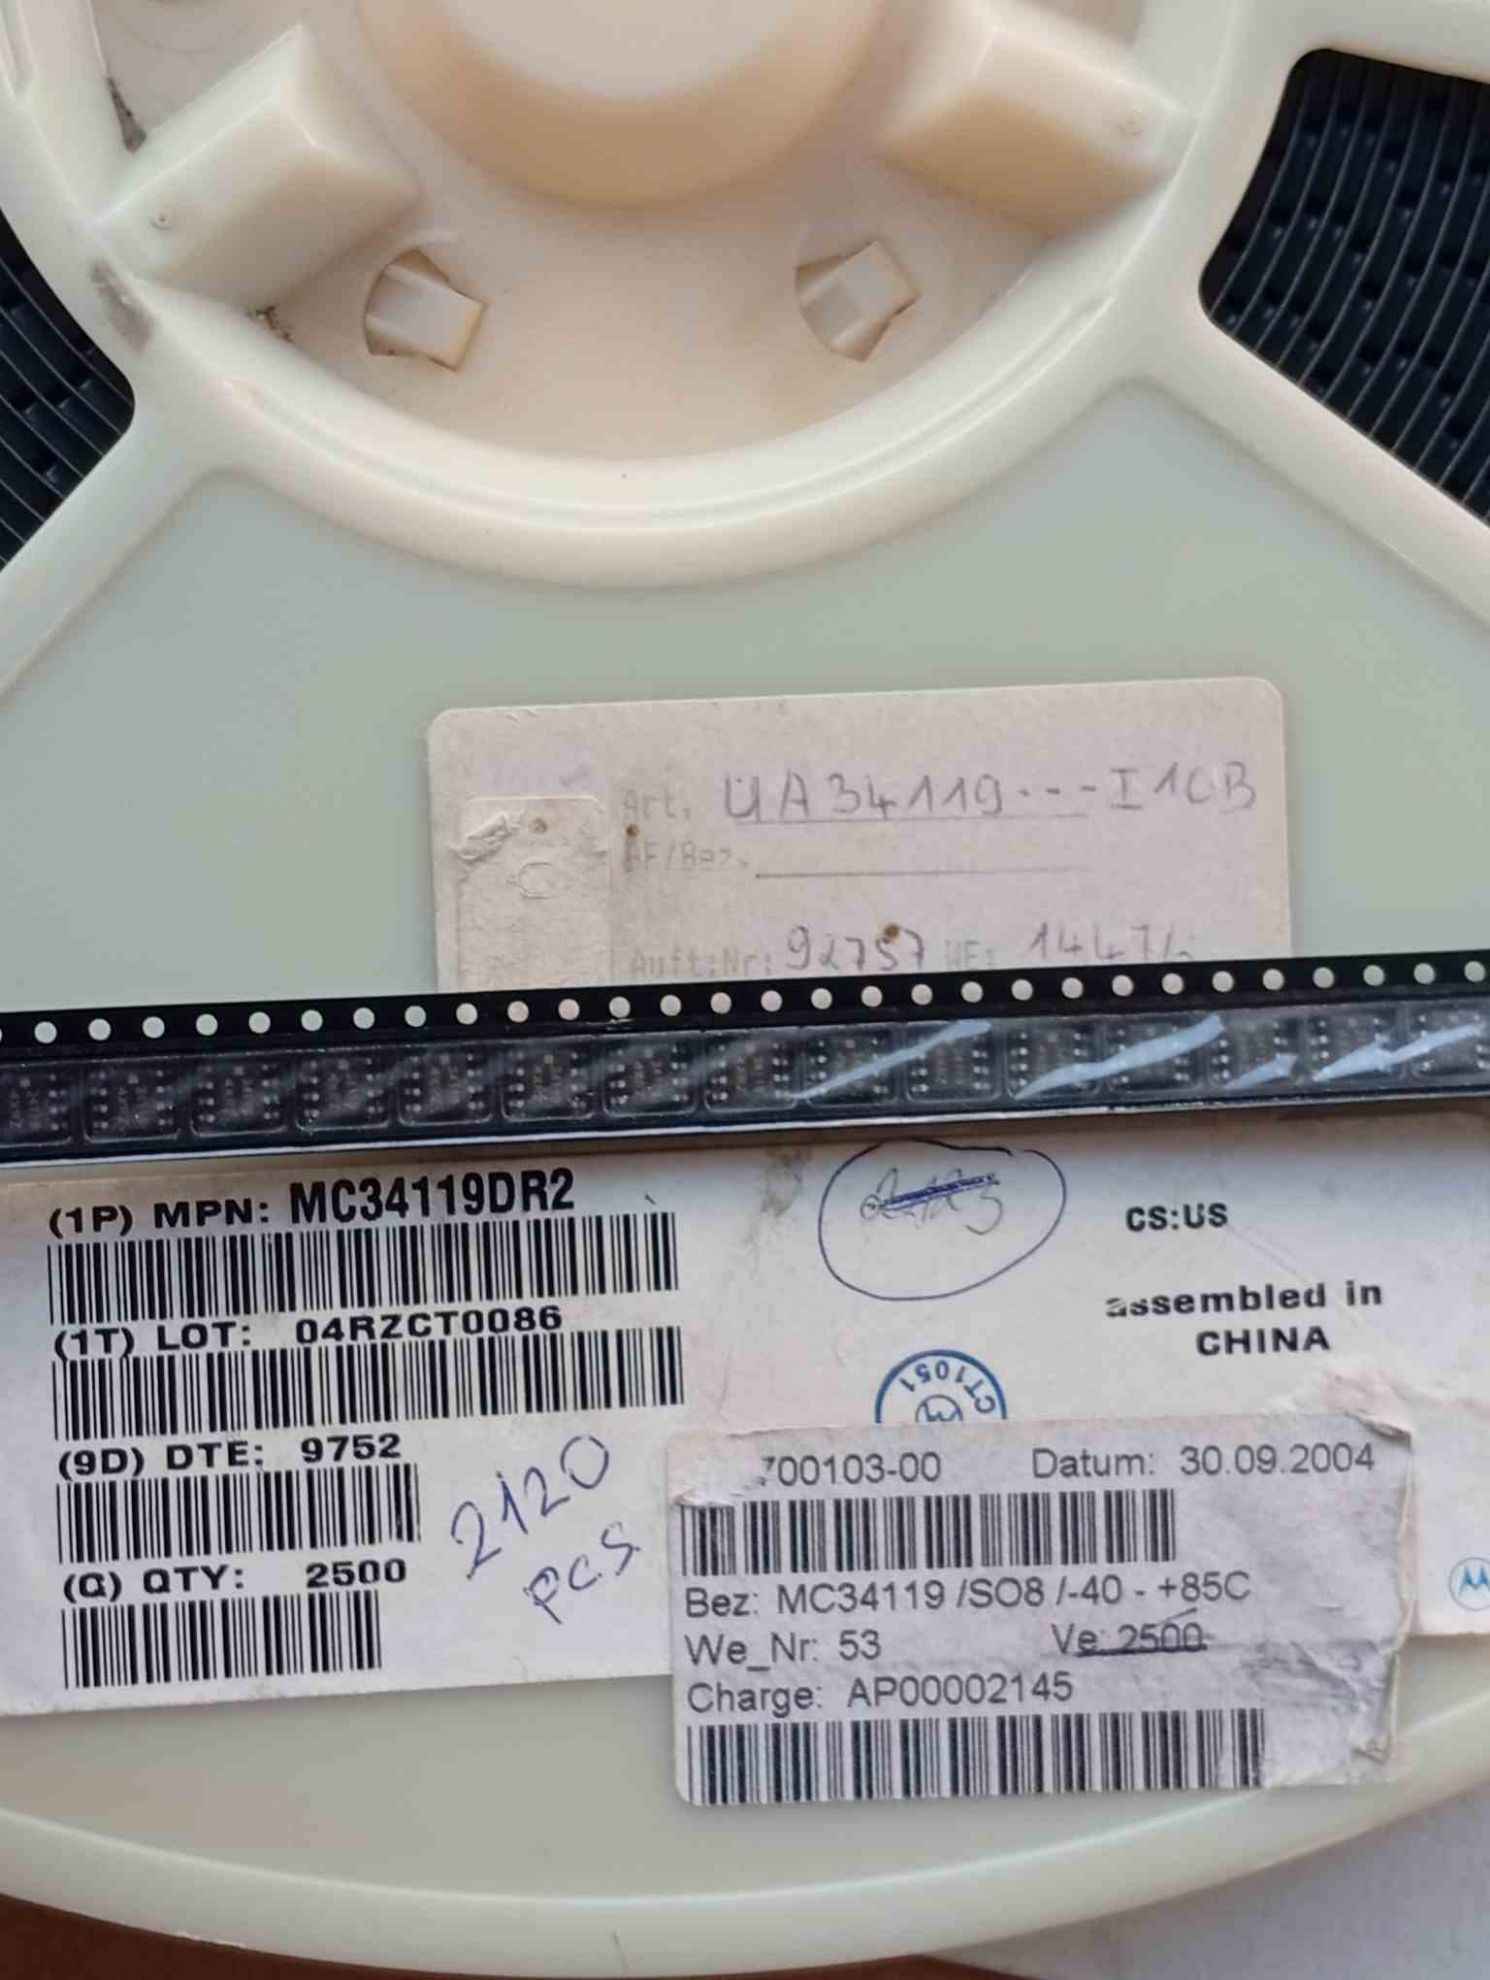 Art. UA34119---I10B
AF/Bez.
Auft.Nr: 92757 WF: 1447/
(1P) MPN: MC34119DR2
CS:US
(1T) LOT: 04RZCT0086
assembled in
CHINA
CT1051
(9D) DTE: 9752
2120
pcs
(Q) QTY: 2500
700103-00 Datum: 30.09.2004
Bez: MC34119 /SO8 /-40 - +85C
We_Nr: 53 Ve: 2500
Charge: AP00002145